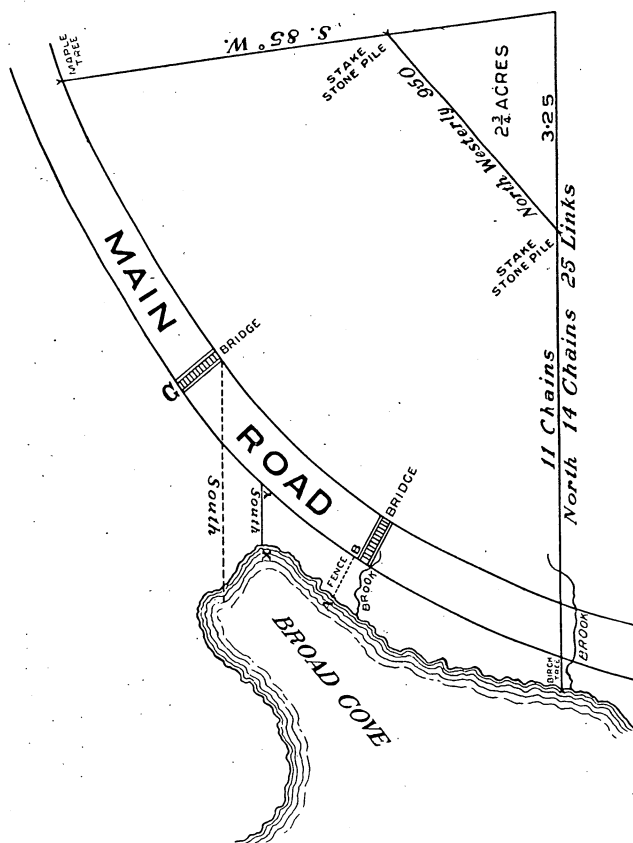 MAPLE
TREE
S. 85° W.
STAKE
STONE PILE
North Westerly 950
2¾ ACRES
3·25
STAKE
STONE PILE
11 Chains
North 14 Chains 25 Links
MAIN
ROAD
BRIDGE
South
South
Y
X
BRIDGE
B
FENCE
A
BROOK
BROOK
BIRCH
TREE
BROAD COVE